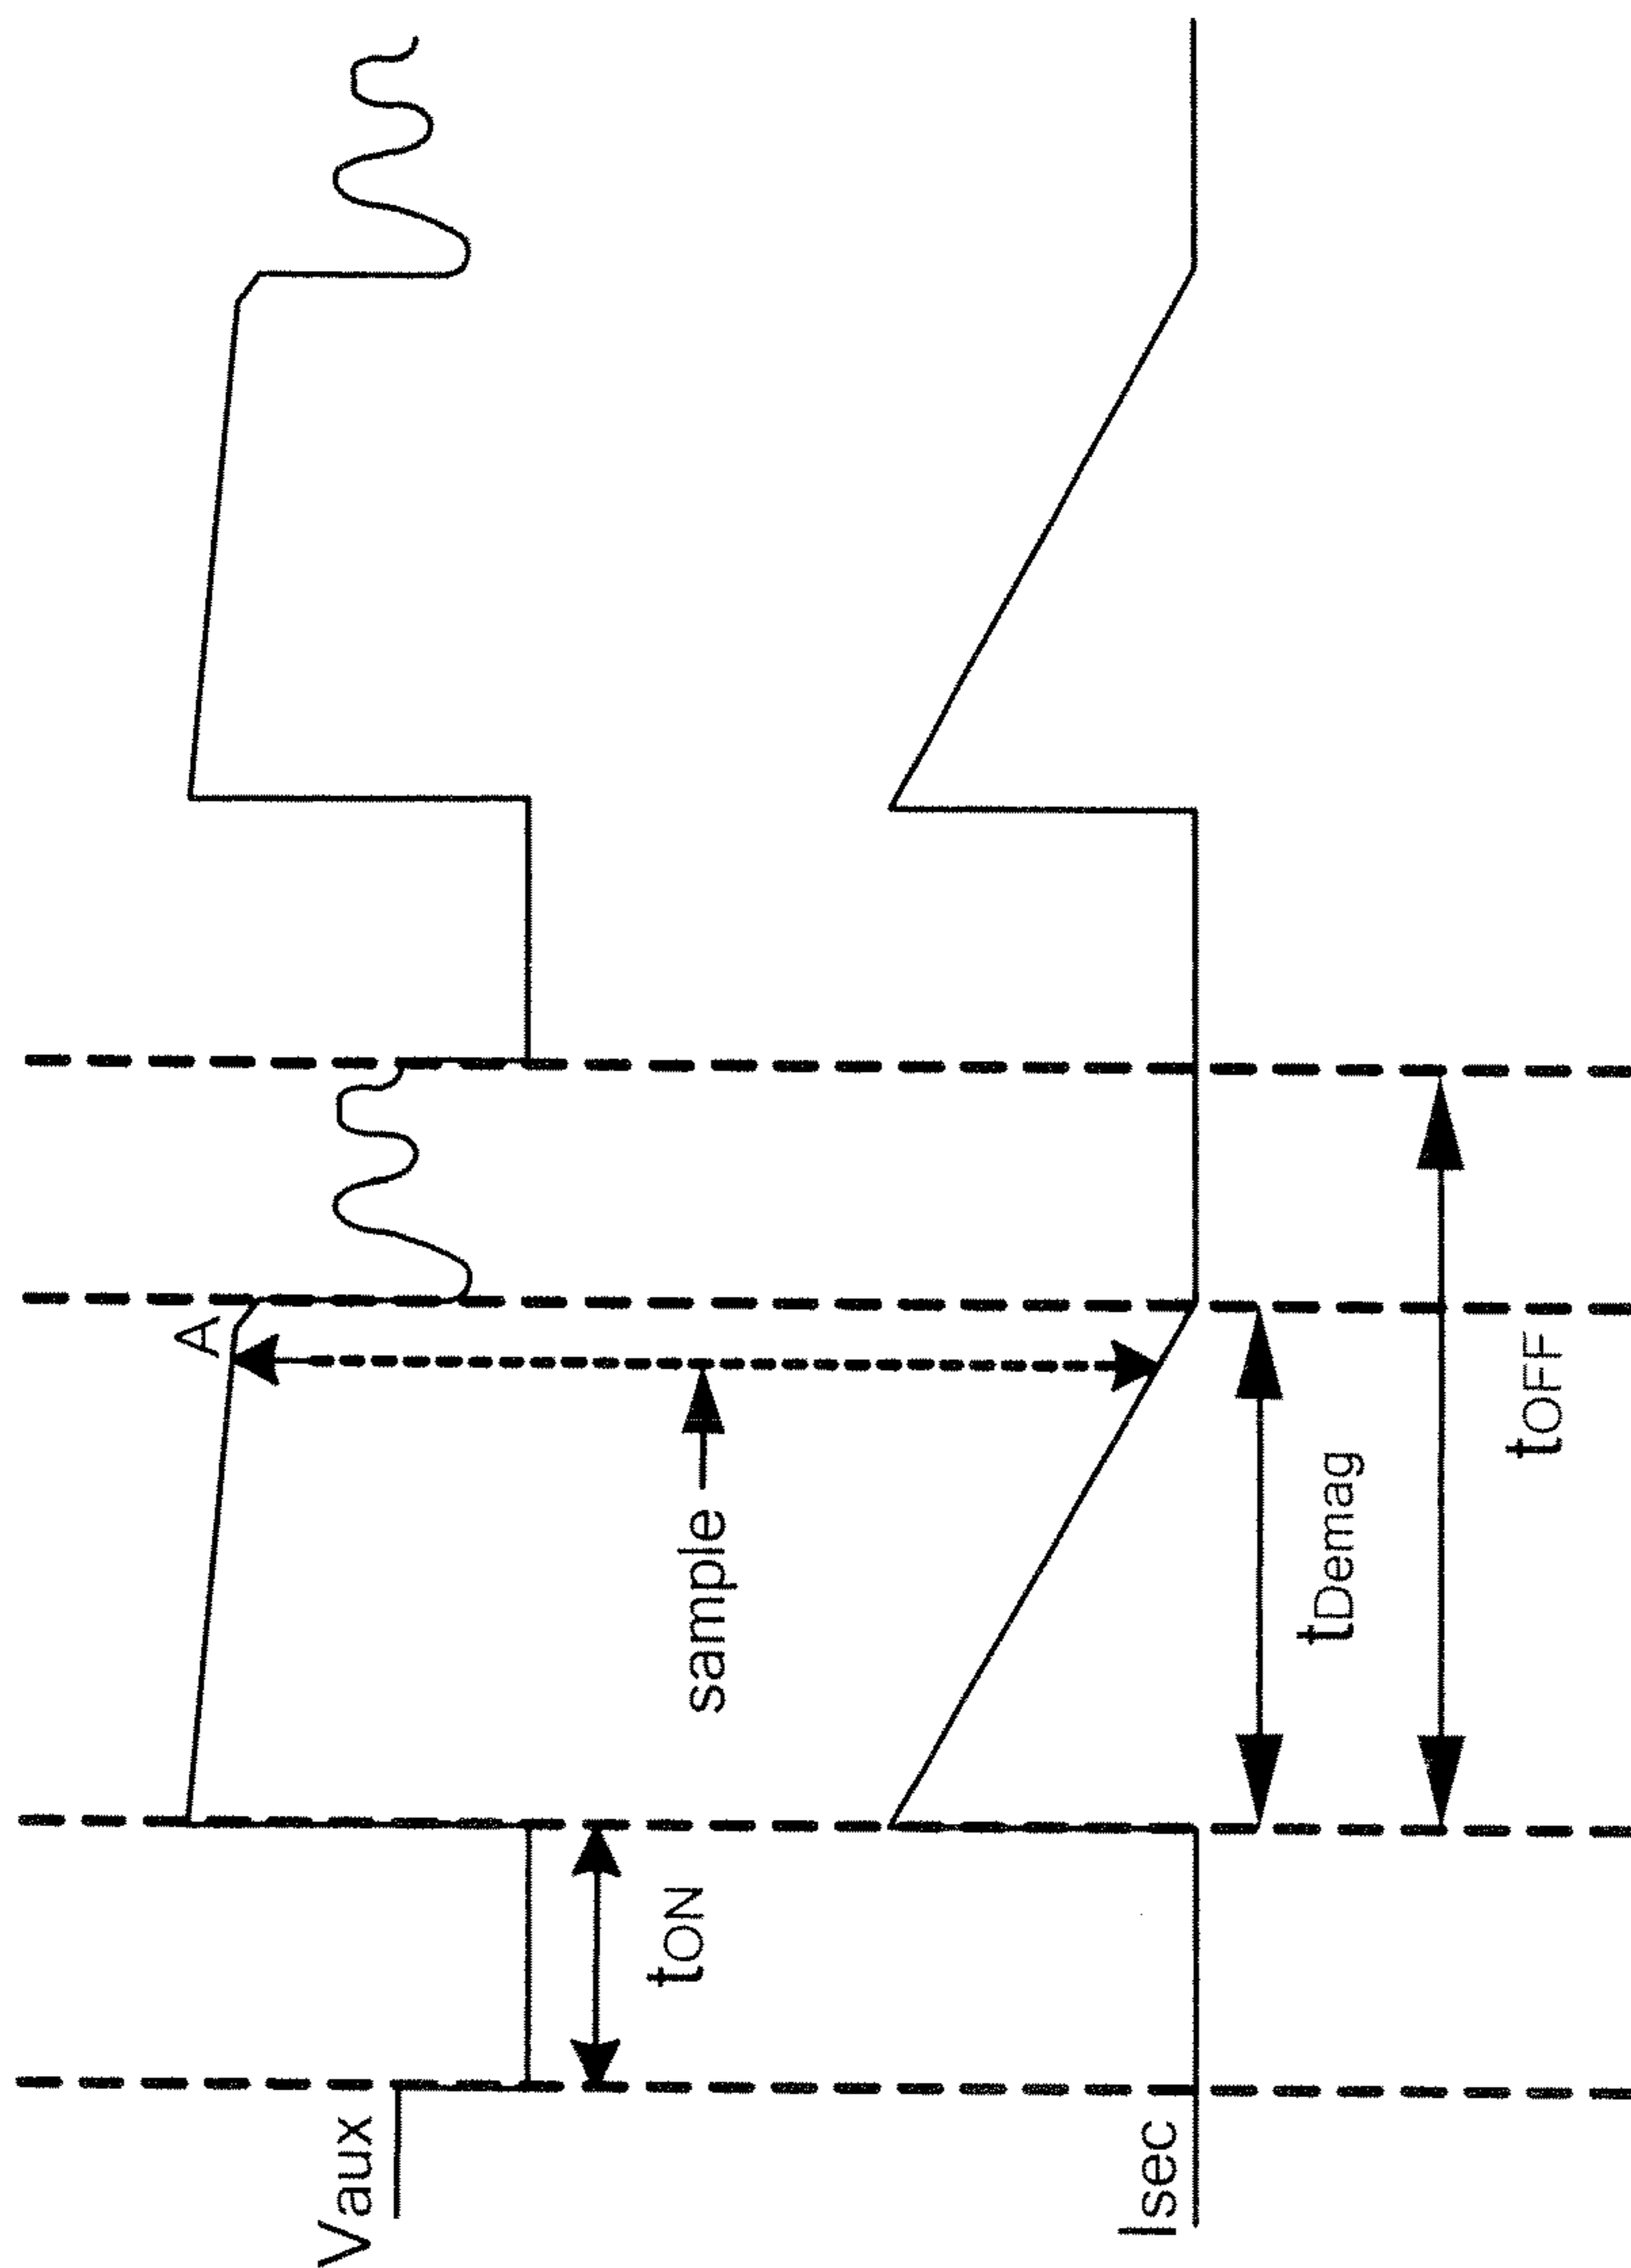 Vaux
A
tON
sample
Isec
tDemag
tOFF